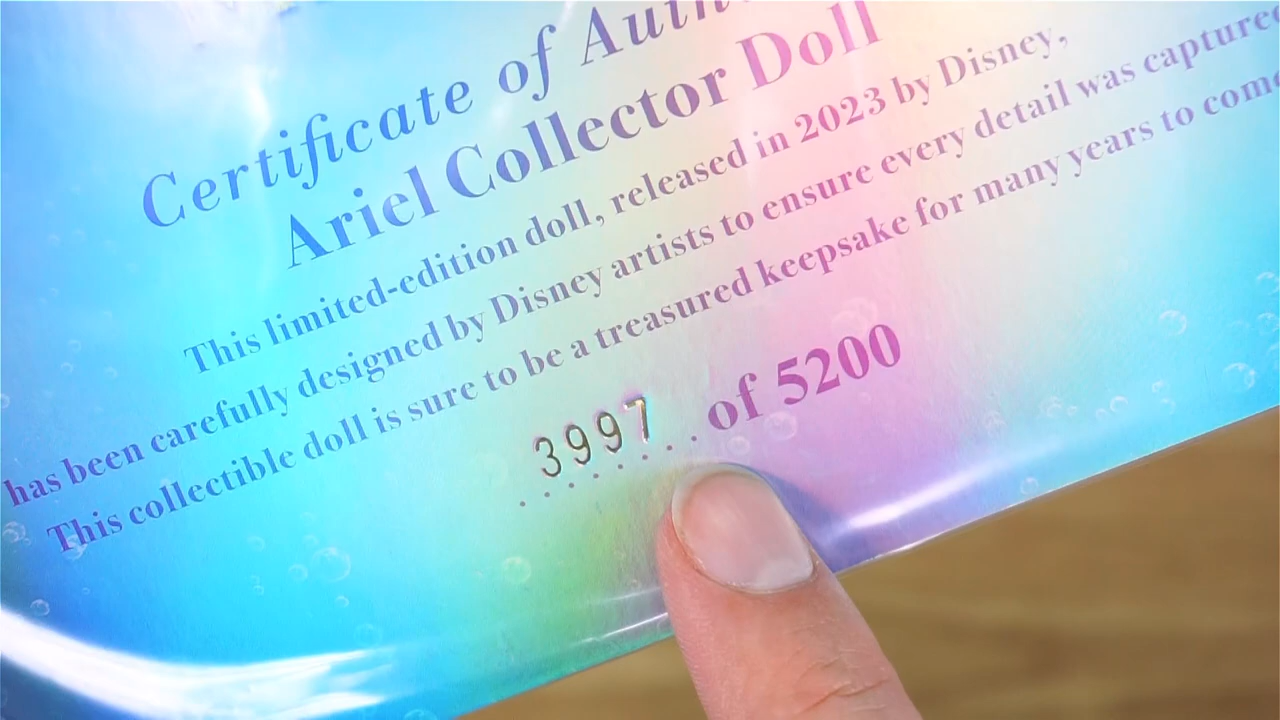 Certificate of
Ariel Collector Doll
This limited-edition doll, released in 2023 by Disney,
has been carefully designed by Disney artists to ensure every detail was captured
This collectible doll is sure to be a treasured keepsake for many years to come
3997 of 5200